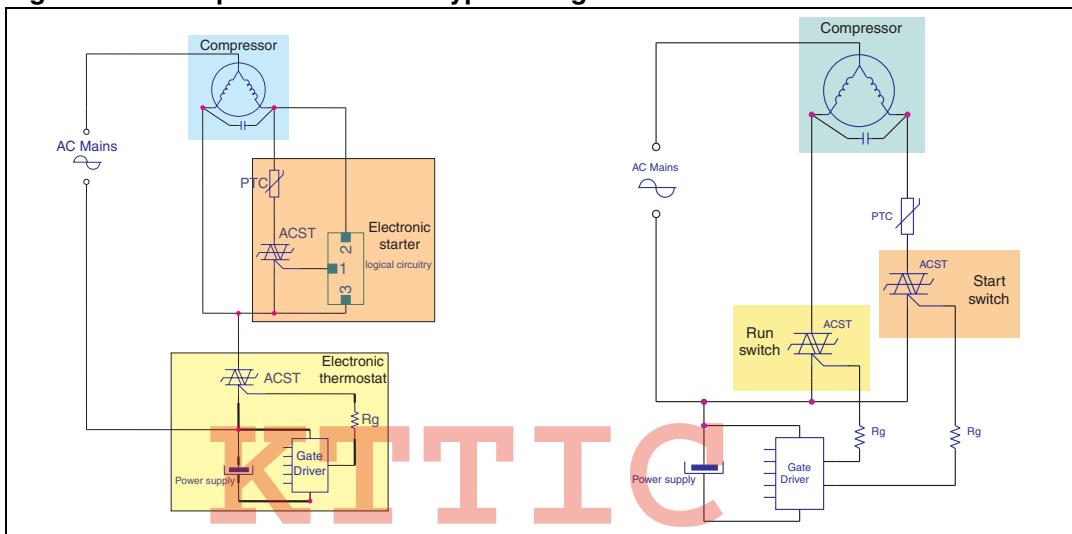 Compressor
AC Mains
PTC
ACST
Electronic
starter
logical circuitry
2
1
3
Electronic
thermostat
ACST
Rg
Gate
Driver
Power supply
Compressor
AC Mains
PTC
ACST
Start
switch
Run
switch
ACST
Rg
Rg
Gate
Driver
Power supply
KTTIC